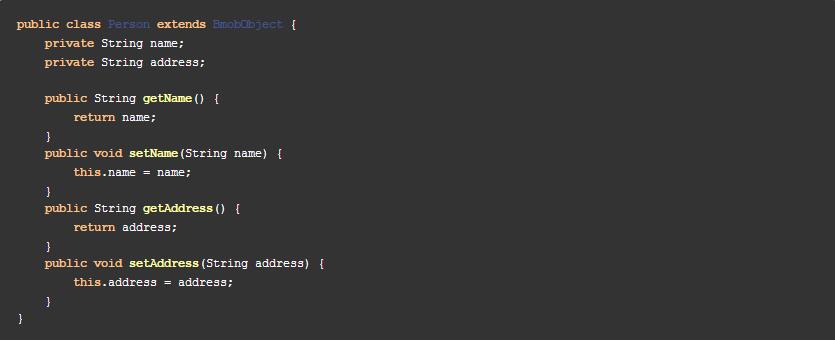 public class Person extends BmobObject {
    private String name;
    private String address;

    public String getName() {
        return name;
    }
    public void setName(String name) {
        this.name = name;
    }
    public String getAddress() {
        return address;
    }
    public void setAddress(String address) {
        this.address = address;
    }
}